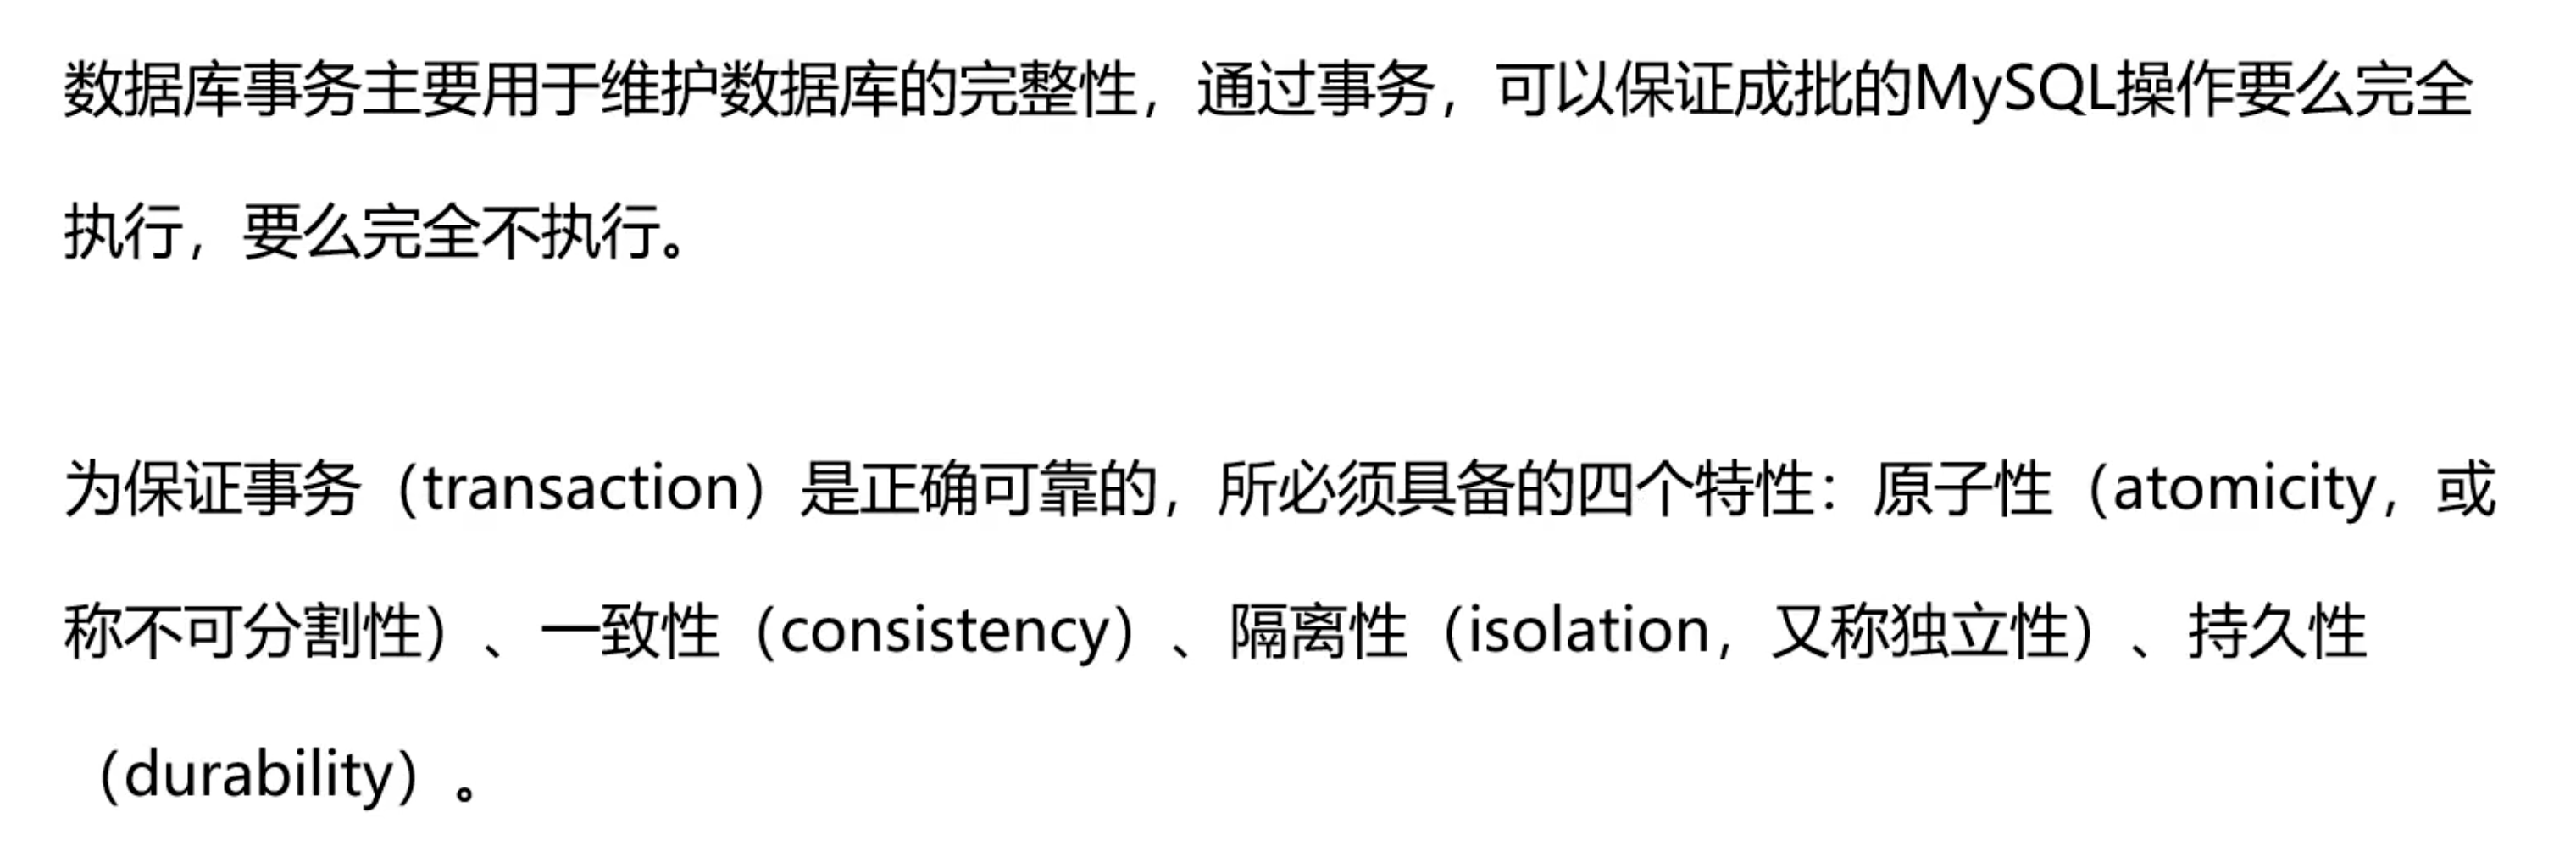 数据库事务主要用于维护数据库的完整性，通过事务，可以保证成批的MySQL操作要么完全
执行，要么完全不执行。
为保证事务（transaction）是正确可靠的，所必须具备的四个特性：原子性（atomicity，或
称不可分割性）、一致性（consistency）、隔离性（isolation，又称独立性）、持久性
（durability）。